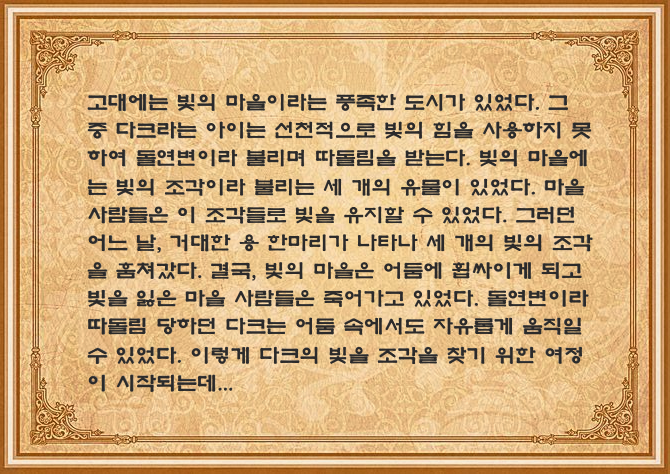 고대에는 빛의 마을이라는 풍족한 도시가 있었다. 그
중 다크라는 아이는 선천적으로 빛의 힘을 사용하지 못
하여 돌연변이라 불리며 따돌림을 받는다. 빛의 마을에
는 빛의 조각이라 불리는 세 개의 유물이 있었다. 마을
사람들은 이 조각들로 빛을 유지할 수 있었다. 그러던
어느 날, 거대한 용 한마리가 나타나 세 개의 빛의 조각
을 훔쳐갔다. 결국, 빛의 마을은 어둠에 휩싸이게 되고
빛을 잃은 마을 사람들은 죽어가고 있었다. 돌연변이라
따돌림 당하던 다크는 어둠 속에서도 자유롭게 움직일
수 있었다. 이렇게 다크의 빛을 조각을 찾기 위한 여정
이 시작되는데...